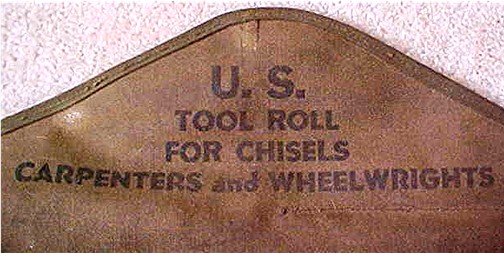 U. S.
TOOL ROLL
FOR CHISELS
CARPENTERS and WHEELWRIGHTS